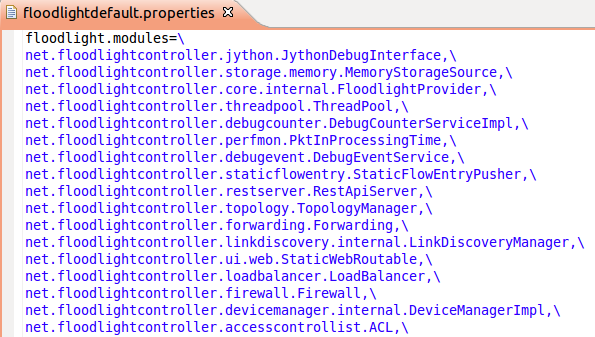 floodlightdefault.properties
floodlight.modules=\
net.floodlightcontroller.jython.JythonDebugInterface,\
net.floodlightcontroller.storage.memory.MemoryStorageSource,\
net.floodlightcontroller.core.internal.FloodlightProvider,\
net.floodlightcontroller.threadpool.ThreadPool,\
net.floodlightcontroller.debugcounter.DebugCounterServiceImpl,\
net.floodlightcontroller.perfmon.PktInProcessingTime,\
net.floodlightcontroller.debugevent.DebugEventService,\
net.floodlightcontroller.staticflowentry.StaticFlowEntryPusher,\
net.floodlightcontroller.restserver.RestApiServer,\
net.floodlightcontroller.topology.TopologyManager,\
net.floodlightcontroller.forwarding.Forwarding,\
net.floodlightcontroller.linkdiscovery.internal.LinkDiscoveryManager,\
net.floodlightcontroller.ui.web.StaticWebRoutable,\
net.floodlightcontroller.loadbalancer.LoadBalancer,\
net.floodlightcontroller.firewall.Firewall,\
net.floodlightcontroller.devicemanager.internal.DeviceManagerImpl,\
net.floodlightcontroller.accesscontrollist.ACL,\